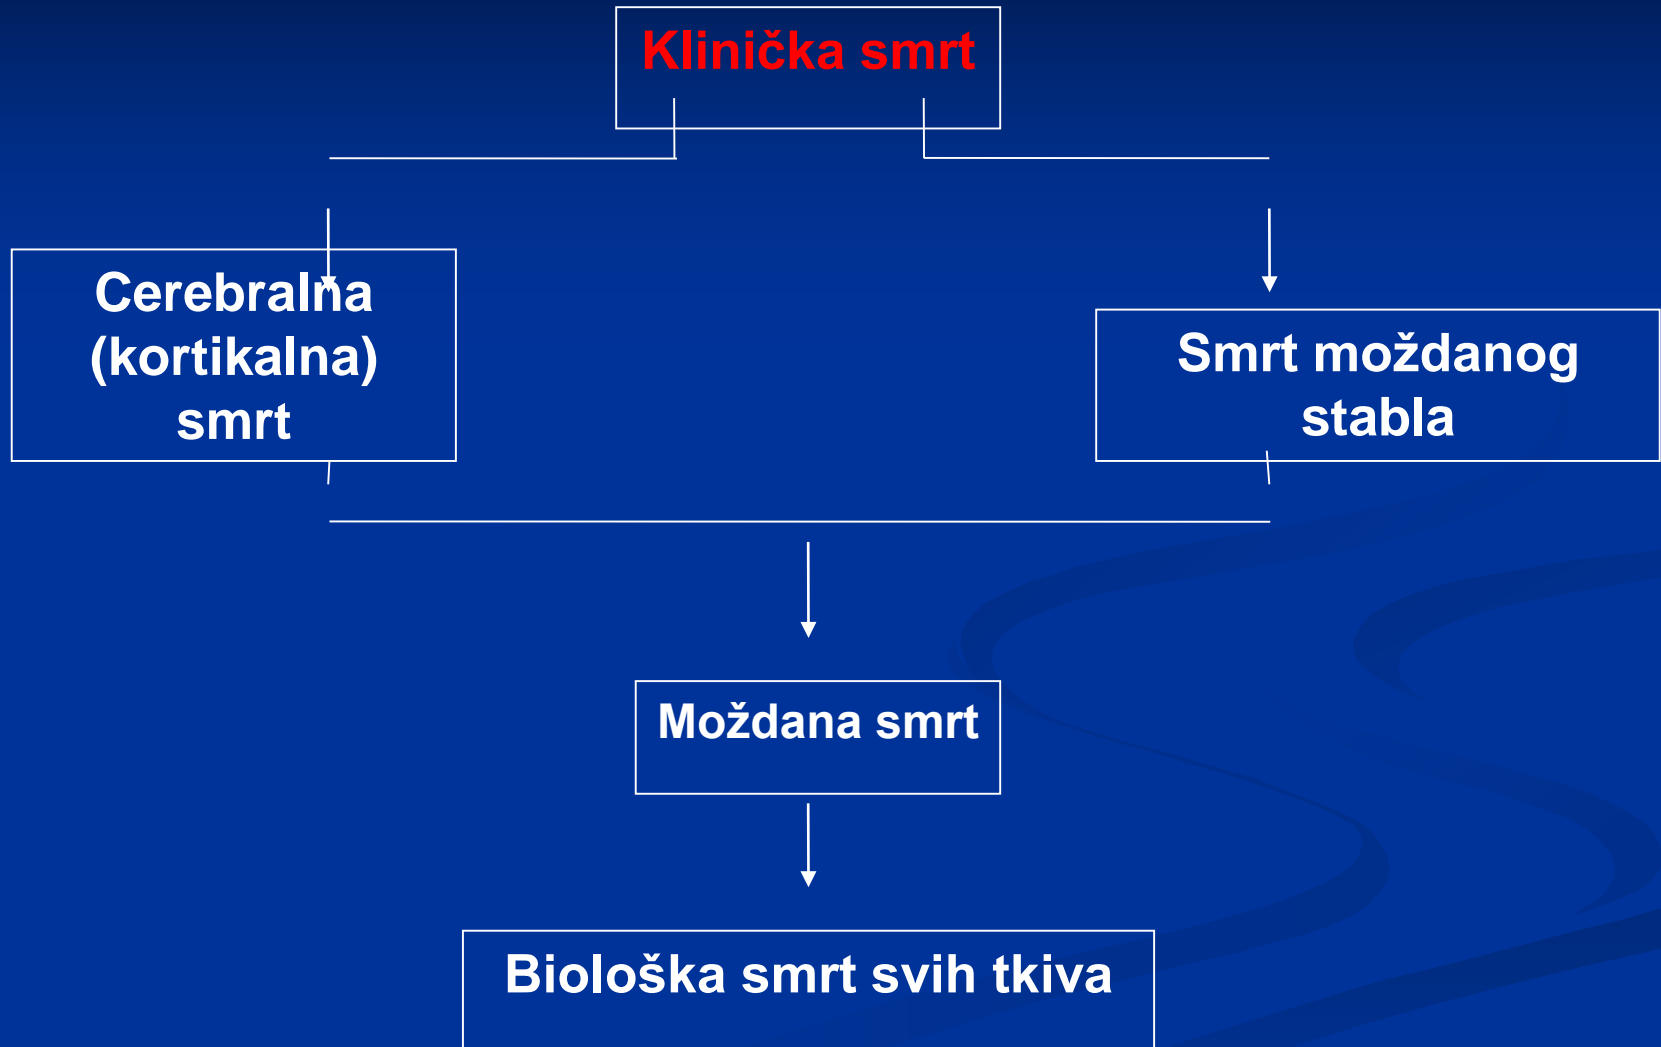 Klinička smrt
Cerebralna
(kortikalna)
smrt
Smrt moždanog
stabla
Moždana smrt
Biološka smrt svih tkiva